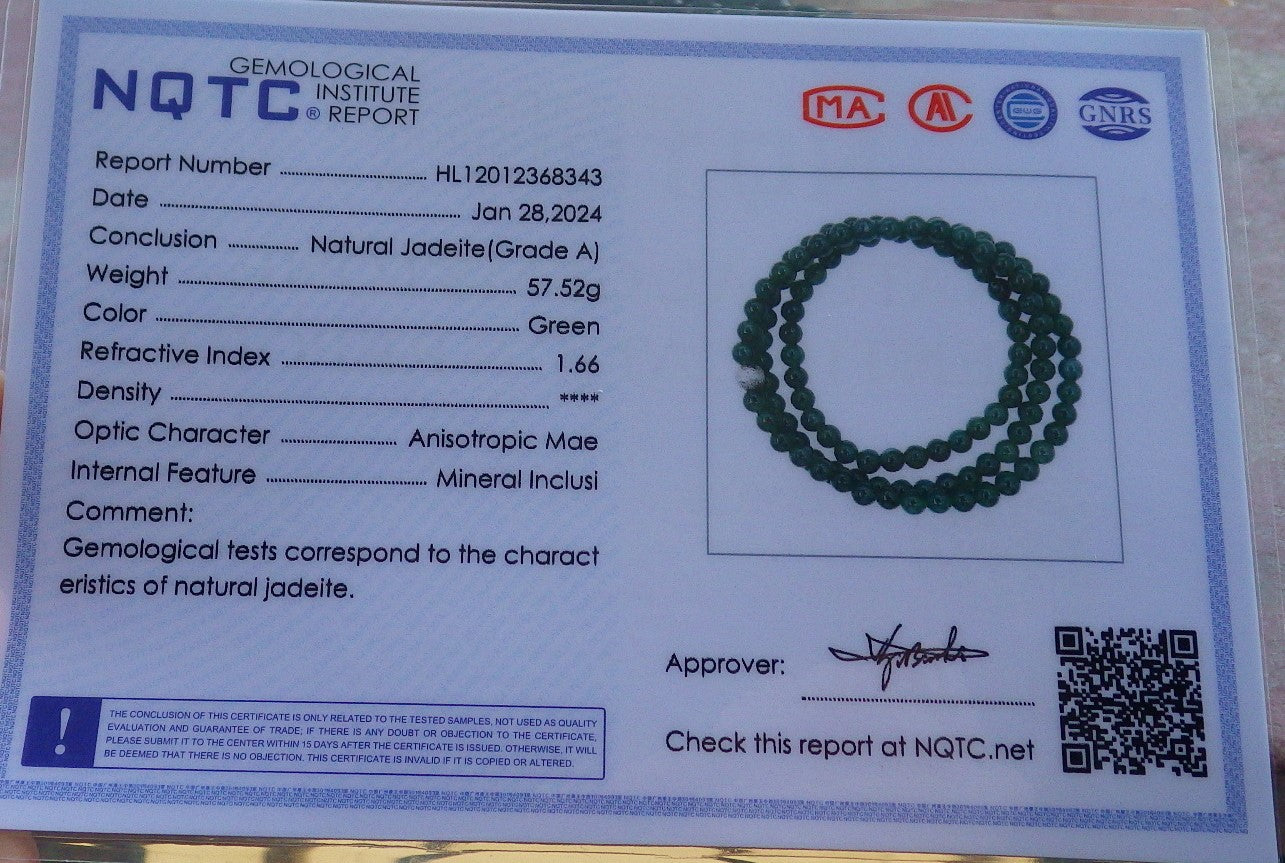 NQTC® GEMOLOGICAL INSTITUTE REPORT
MA
GNRS
Report Number HL12012368343
Date Jan 28,2024
Conclusion Natural Jadeite(Grade A)
Weight 57.52g
Color Green
Refractive Index 1.66
Density ****
Optic Character Anisotropic Mae
Internal Feature Mineral Inclusi
Comment:
Gemological tests correspond to the charact
eristics of natural jadeite.
Approver:
Check this report at NQTC.net
! THE CONCLUSION OF THIS CERTIFICATE IS ONLY RELATED TO THE TESTED SAMPLES, NOT USED AS QUALITY
EVALUATION AND GUARANTEE OF TRADE; IF THERE IS ANY DOUBT OR OBJECTION TO THE CERTIFICATE,
PLEASE SUBMIT IT TO THE CENTER WITHIN 15 DAYS AFTER THE CERTIFICATE IS ISSUED. OTHERWISE, IT WILL
BE DEEMED THAT THERE IS NO OBJECTION. THIS CERTIFICATE IS INVALID IF IT IS COPIED OR ALTERED.